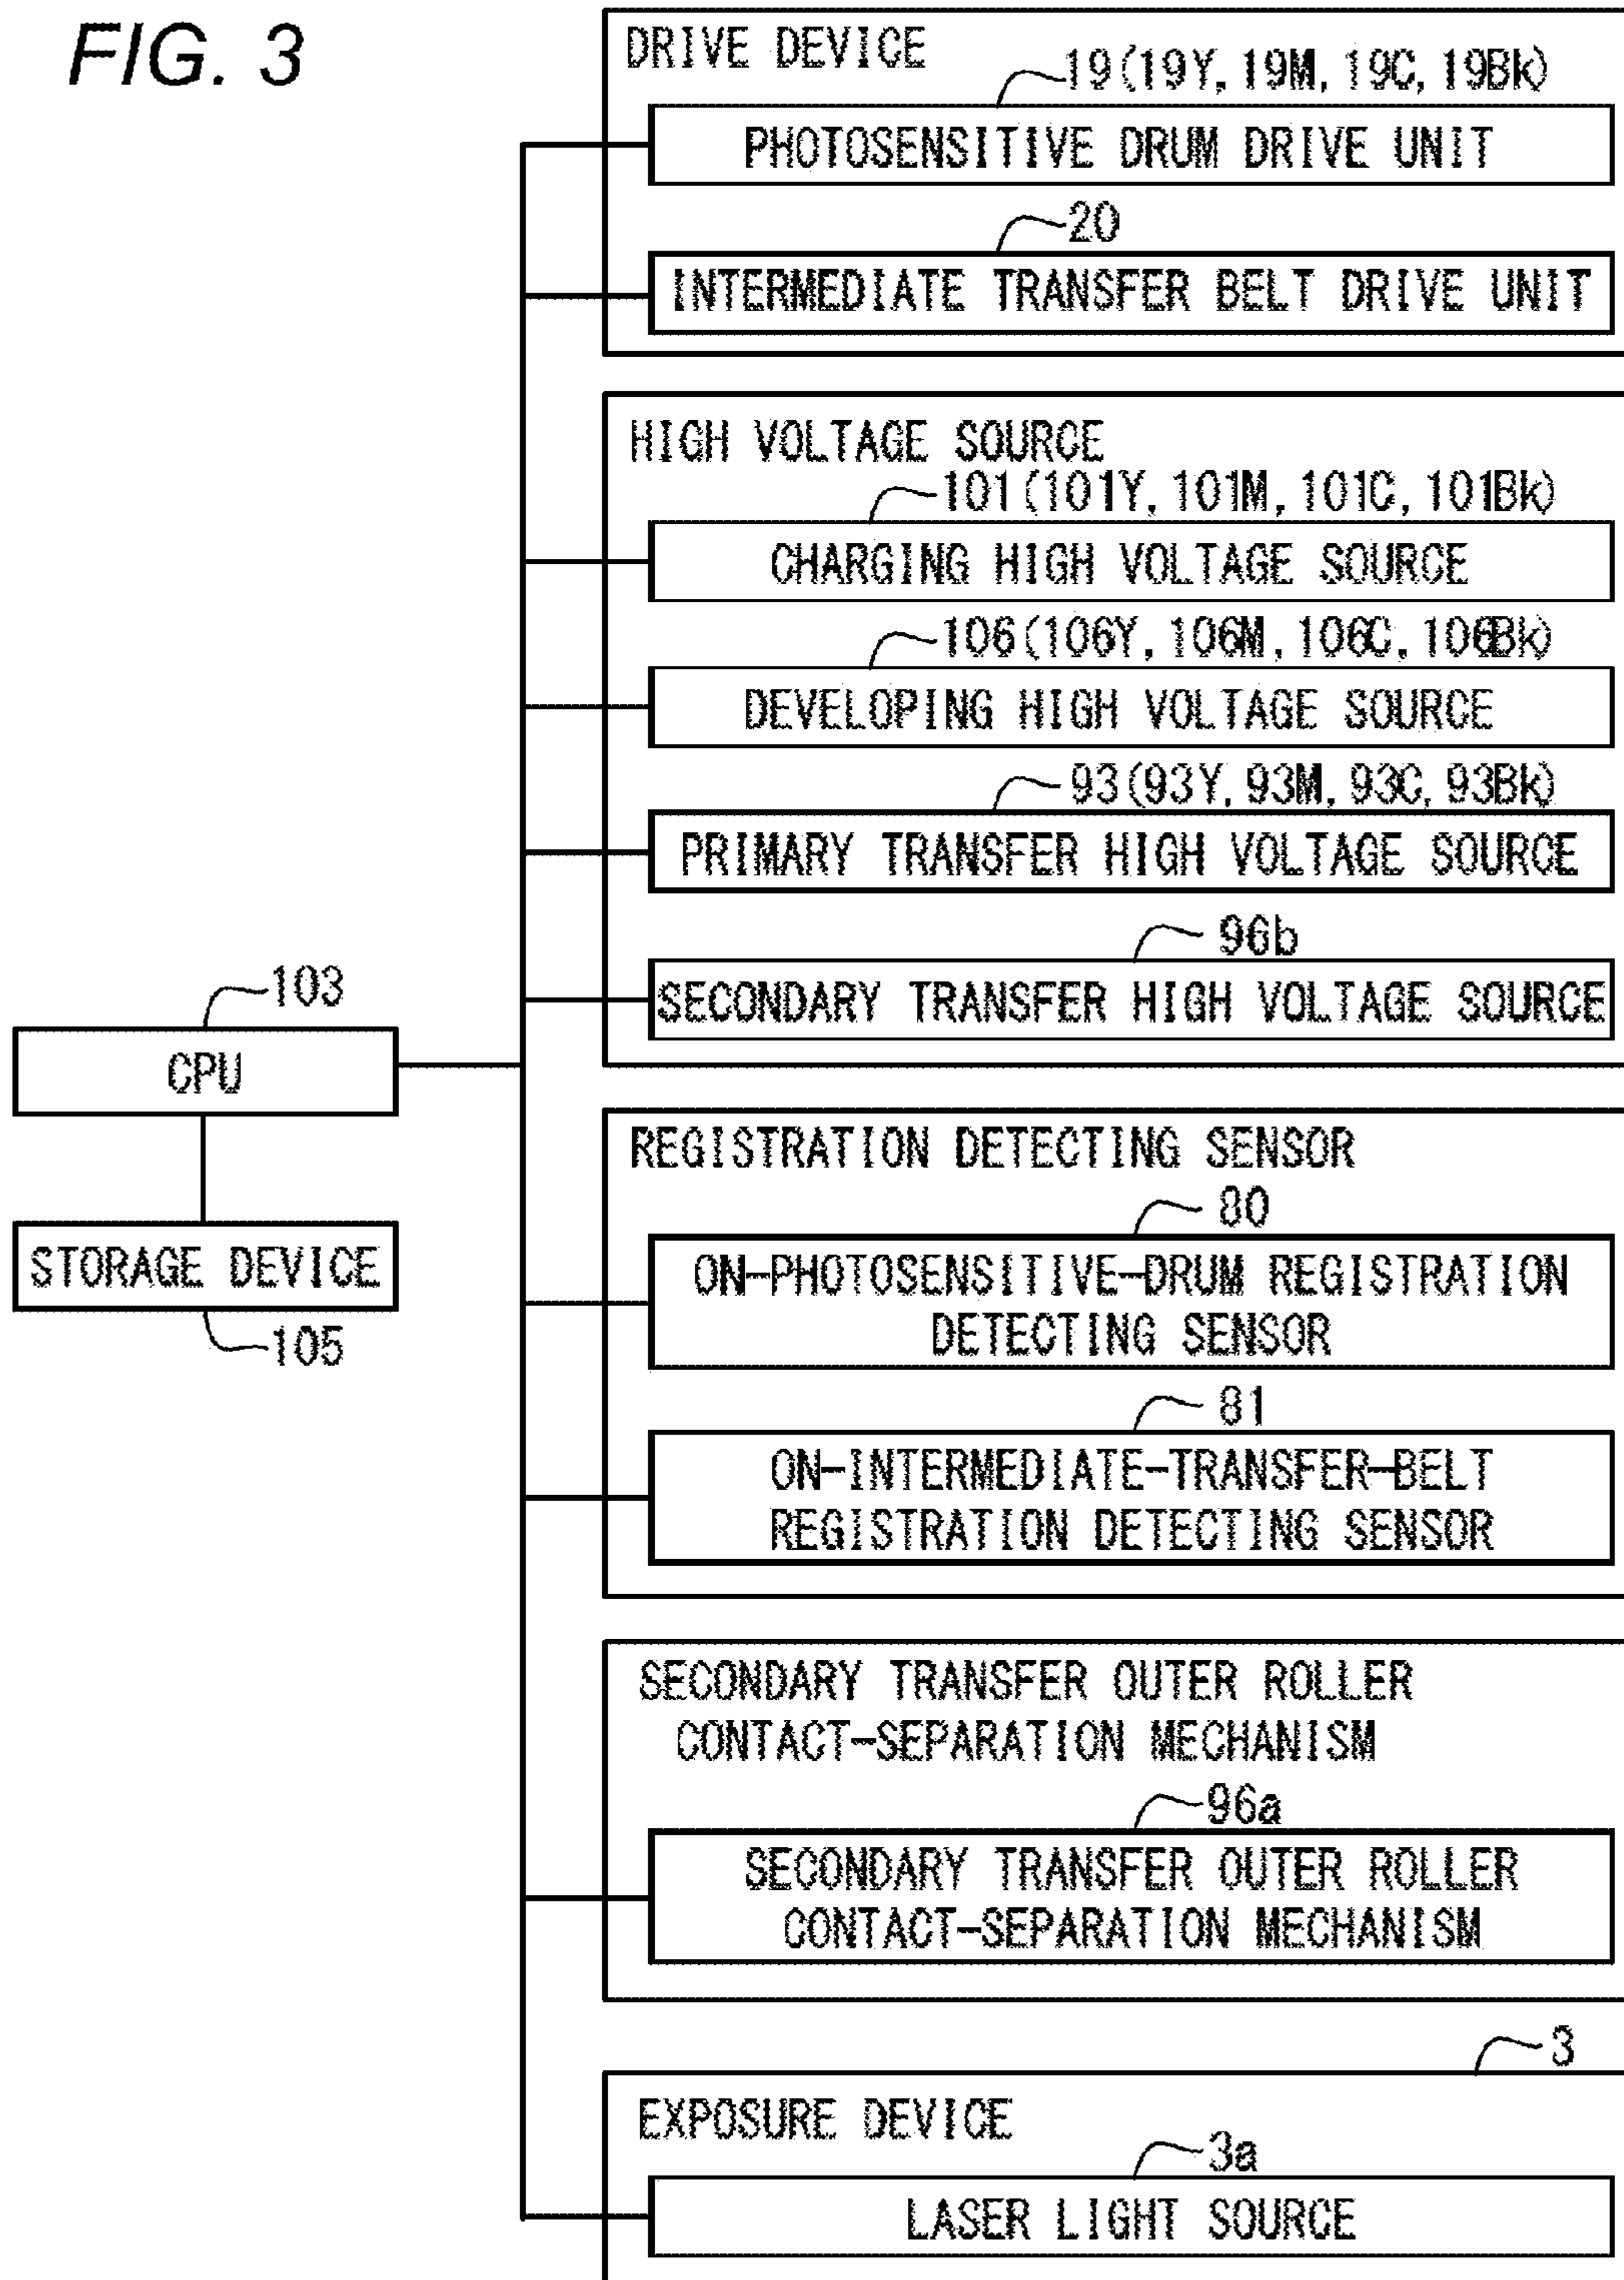 FIG. 3
DRIVE DEVICE
19(19Y, 19M, 19C, 19Bk)
PHOTOSENSITIVE DRUM DRIVE UNIT
20
INTERMEDIATE TRANSFER BELT DRIVE UNIT
HIGH VOLTAGE SOURCE
101(101Y, 101M, 101C, 101Bk)
CHARGING HIGH VOLTAGE SOURCE
106(106Y, 106M, 106C, 106Bk)
DEVELOPING HIGH VOLTAGE SOURCE
93(93Y, 93M, 93C, 93Bk)
PRIMARY TRANSFER HIGH VOLTAGE SOURCE
96b
SECONDARY TRANSFER HIGH VOLTAGE SOURCE
103
CPU
STORAGE DEVICE
105
REGISTRATION DETECTING SENSOR
80
ON-PHOTOSENSITIVE-DRUM REGISTRATION
DETECTING SENSOR
81
ON-INTERMEDIATE-TRANSFER-BELT
REGISTRATION DETECTING SENSOR
SECONDARY TRANSFER OUTER ROLLER
CONTACT-SEPARATION MECHANISM
96a
SECONDARY TRANSFER OUTER ROLLER
CONTACT-SEPARATION MECHANISM
3
EXPOSURE DEVICE
3a
LASER LIGHT SOURCE